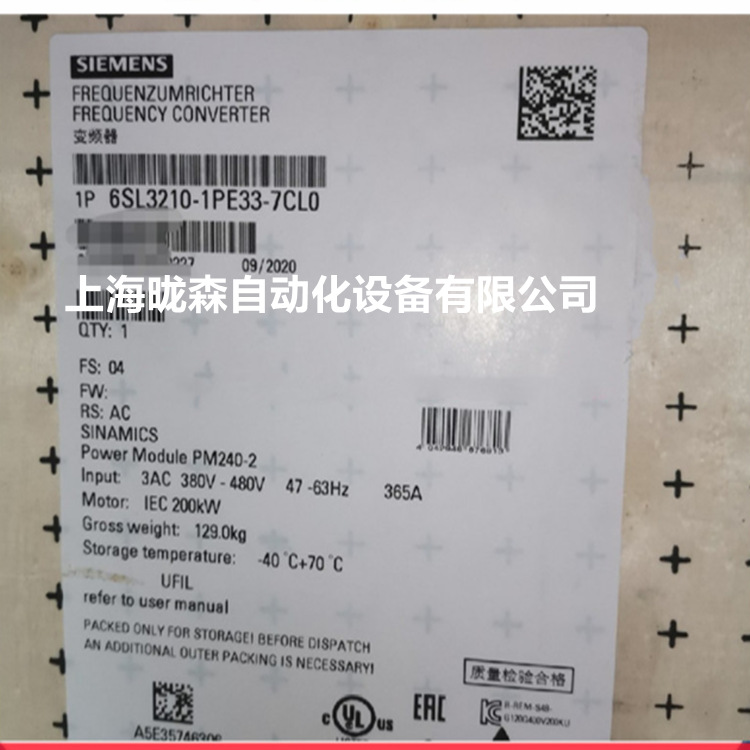 SIEMENS
FREQUENZUMRICHTER
FREQUENCY CONVERTER
变频器
1P 6SL3210-1PE33-7CL0
09/2020
上海晀森自动化设备有限公司
QTY: 1
FS: 04
FW:
RS: AC
SINAMICS
Power Module PM240-2
Input: 3AC 380V - 480V 47 -63Hz 365A
Motor: IEC 200kW
Gross weight: 129.0kg
Storage temperature: -40 °C+70 °C
UFIL
refer to user manual
PACKED ONLY FOR STORAGE! BEFORE DISPATCH
AN ADDITIONAL OUTER PACKING IS NECESSARY!
质量检验合格
c UL us EAC